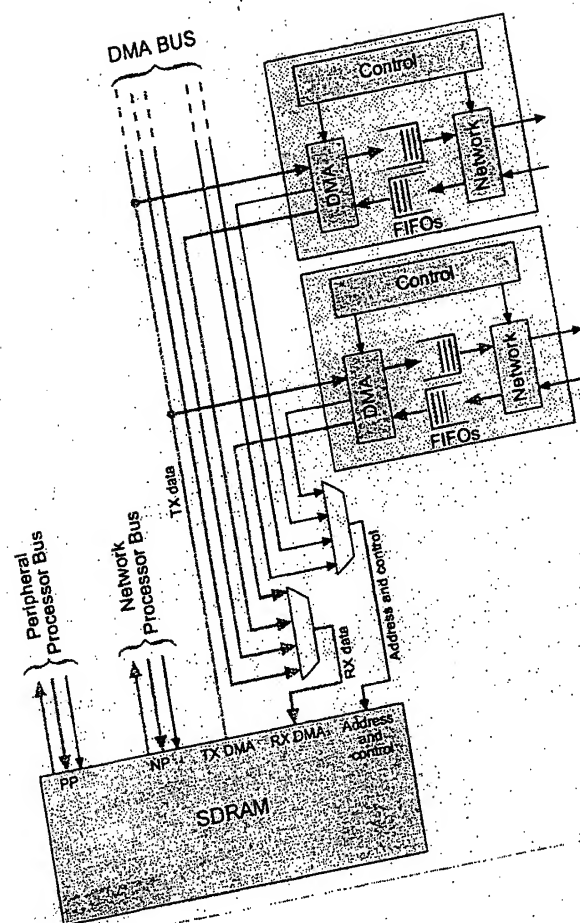 DMA BUS
Control
DMA
Network
FIFOs
Control
DMA
Network
FIFOs
TX data
Peripheral
Processor Bus
Network
Processor Bus
RX data
Address and control
PP
NP
TX DMA
RX DMA
Address
and
control
SDRAM